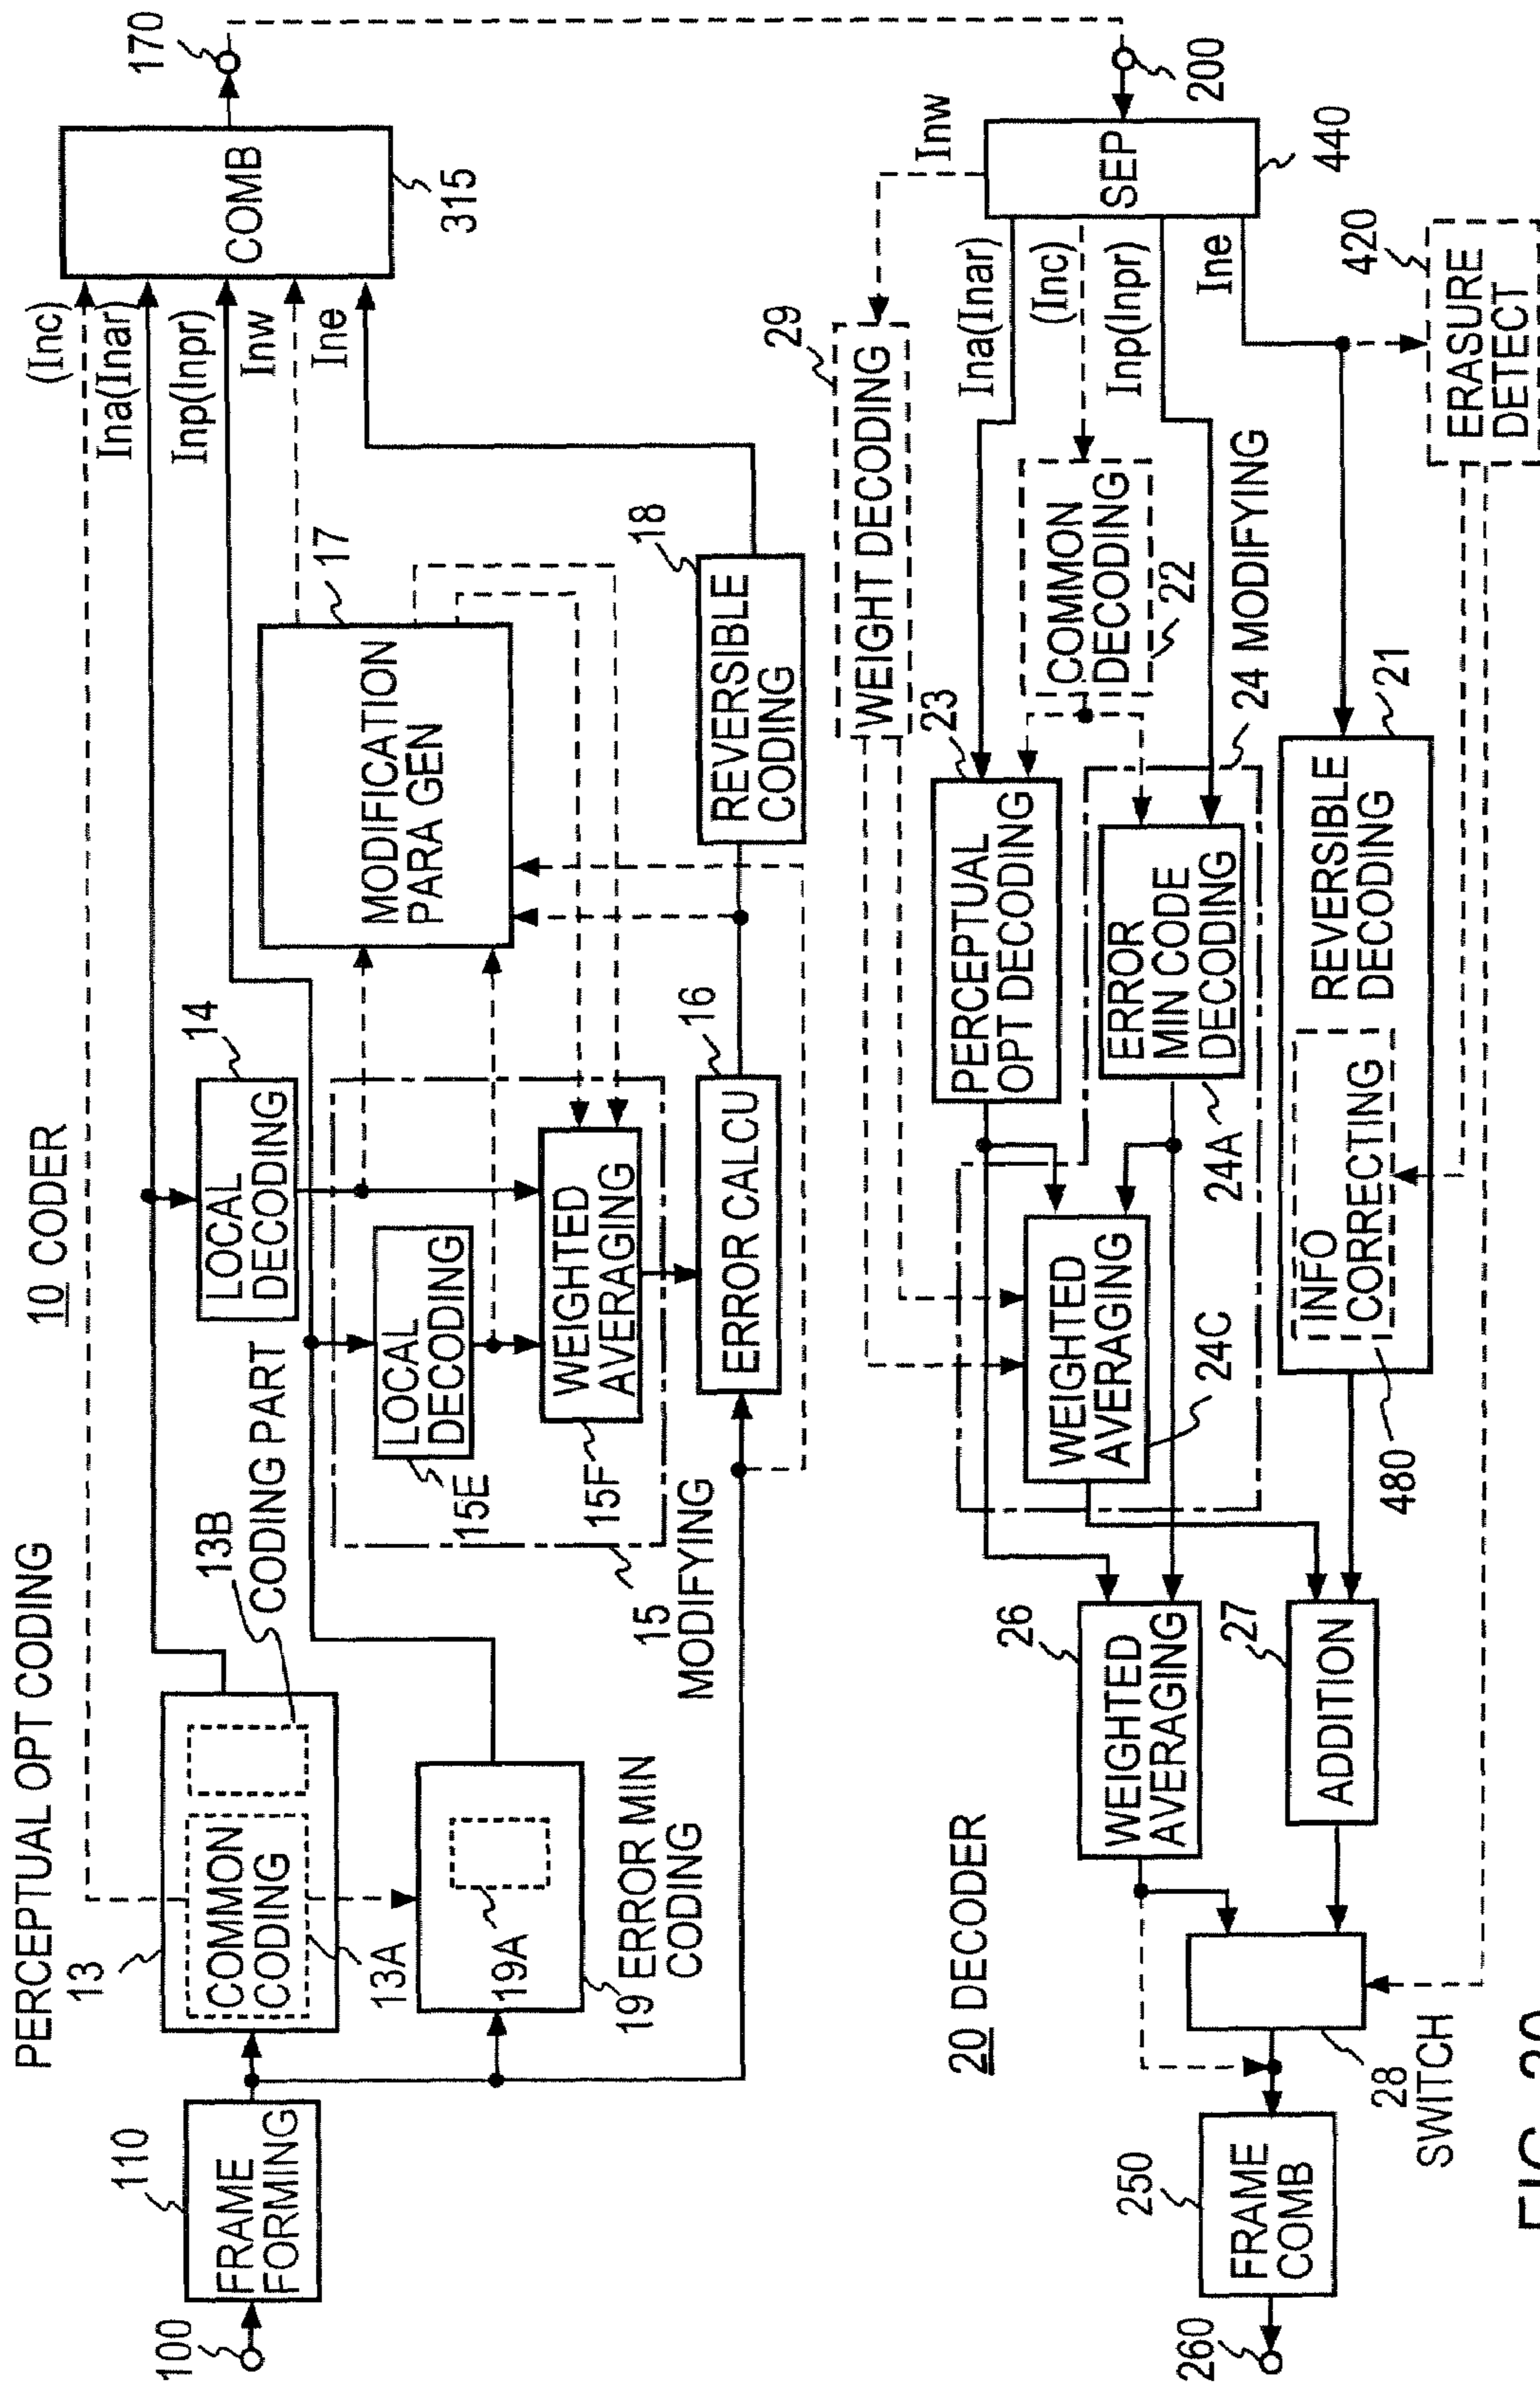 PERCEPTUAL OPT CODING
10 CODER
100
110
FRAME
FORMING
13
COMMON
CODING
13A
13B
CODING PART
19A
19 ERROR MIN
CODING
14
LOCAL
DECODING
LOCAL
DECODING
15E
WEIGHTED
AVERAGING
15F
15
MODIFYING
16
ERROR CALCU
17
MODIFICATION
PARA GEN
18
REVERSIBLE
CODING
(Inc)
Ina(Inar)
Inp(Inpr)
Inw
Ine
COMB
315
170
20 DECODER
200
SEP
440
Inw
Ina(Inar)
(Inc)
Inp(Inpr)
Ine
420
ERASURE
DETECT
29
WEIGHT DECODING
COMMON
DECODING
22
23
PERCEPTUAL
OPT DECODING
24 MODIFYING
ERROR
MIN CODE
DECODING
24A
WEIGHTED
AVERAGING
24C
21
REVERSIBLE
DECODING
INFO
CORRECTING
480
26
WEIGHTED
AVERAGING
27
ADDITION
28
SWITCH
250
FRAME
COMB
260